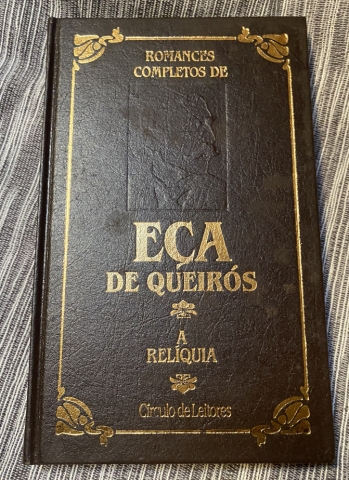 ROMANCES
COMPLETOS DE
EÇA
DE QUEIRÓS
A
RELÍQUIA
Círculo de Leitores